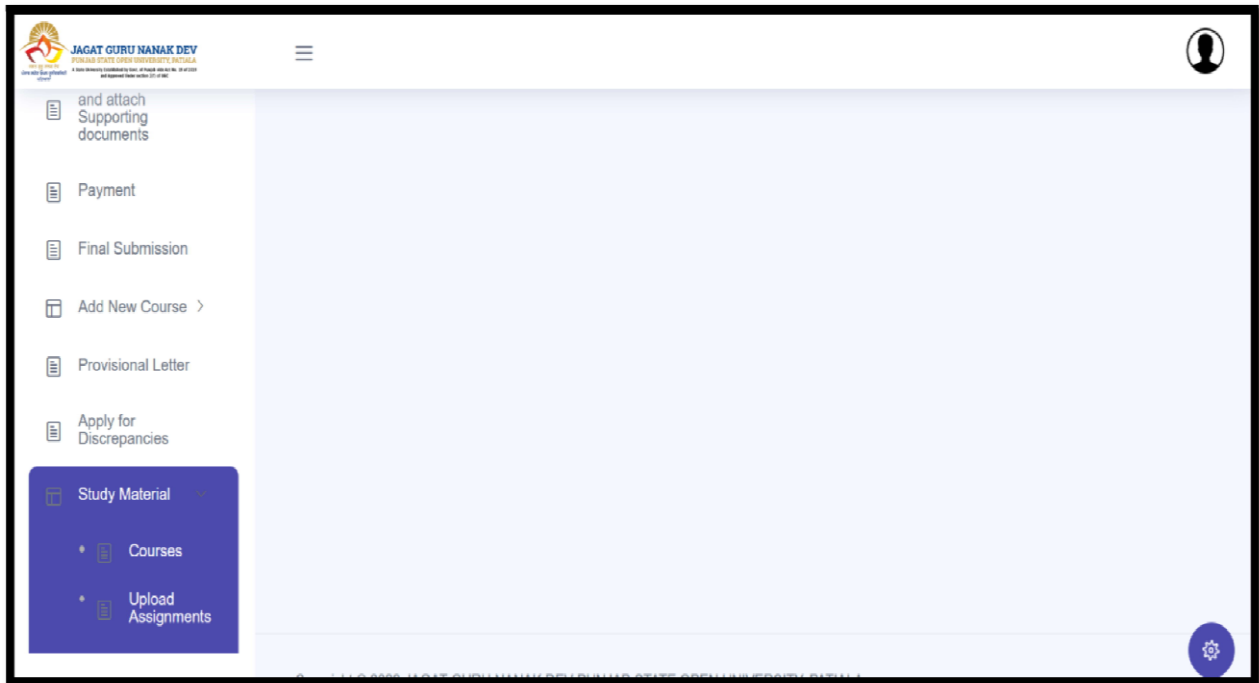 JAGAT GURU NANAK DEV
PUNJAB STATE OPEN UNIVERSITY, PATIALA
and attach
Supporting
documents
Payment
Final Submission
Add New Course
Provisional Letter
Apply for
Discrepancies
Study Material
Courses
Upload
Assignments